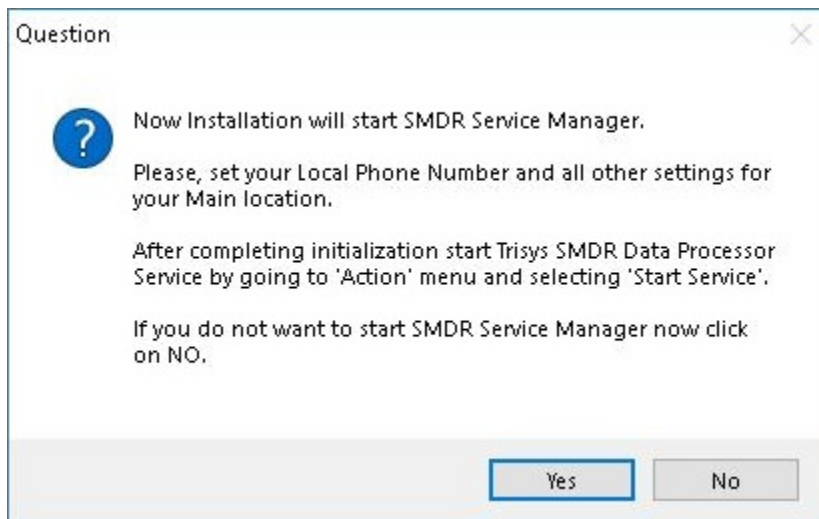 Question
Now Installation will start SMDR Service Manager.
Please, set your Local Phone Number and all other settings for
your Main location.
After completing initialization start Trisys SMDR Data Processor
Service by going to 'Action' menu and selecting 'Start Service'.
If you do not want to start SMDR Service Manager now click
on NO.
Yes
No